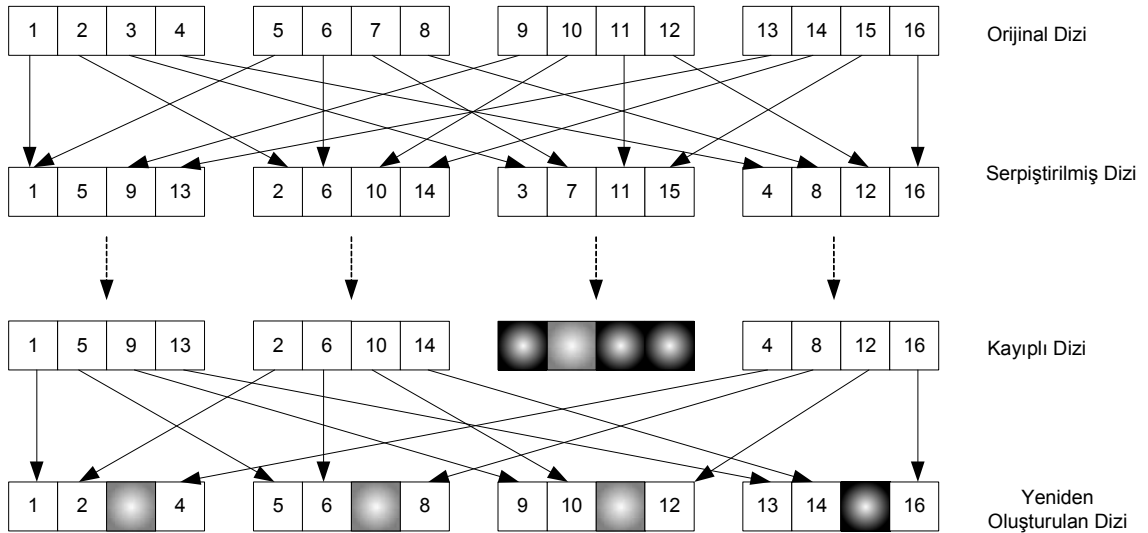 1 2 3 4 5 6 7 8 9 10 11 12 13 14 15 16 Orijinal Dizi
1 5 9 13 2 6 10 14 3 7 11 15 4 8 12 16 Serpiştirilmiş Dizi
1 5 9 13 2 6 10 14 4 8 12 16 Kayıplı Dizi
1 2 4 5 6 8 9 10 12 13 14 16 Yeniden
Oluşturulan Dizi